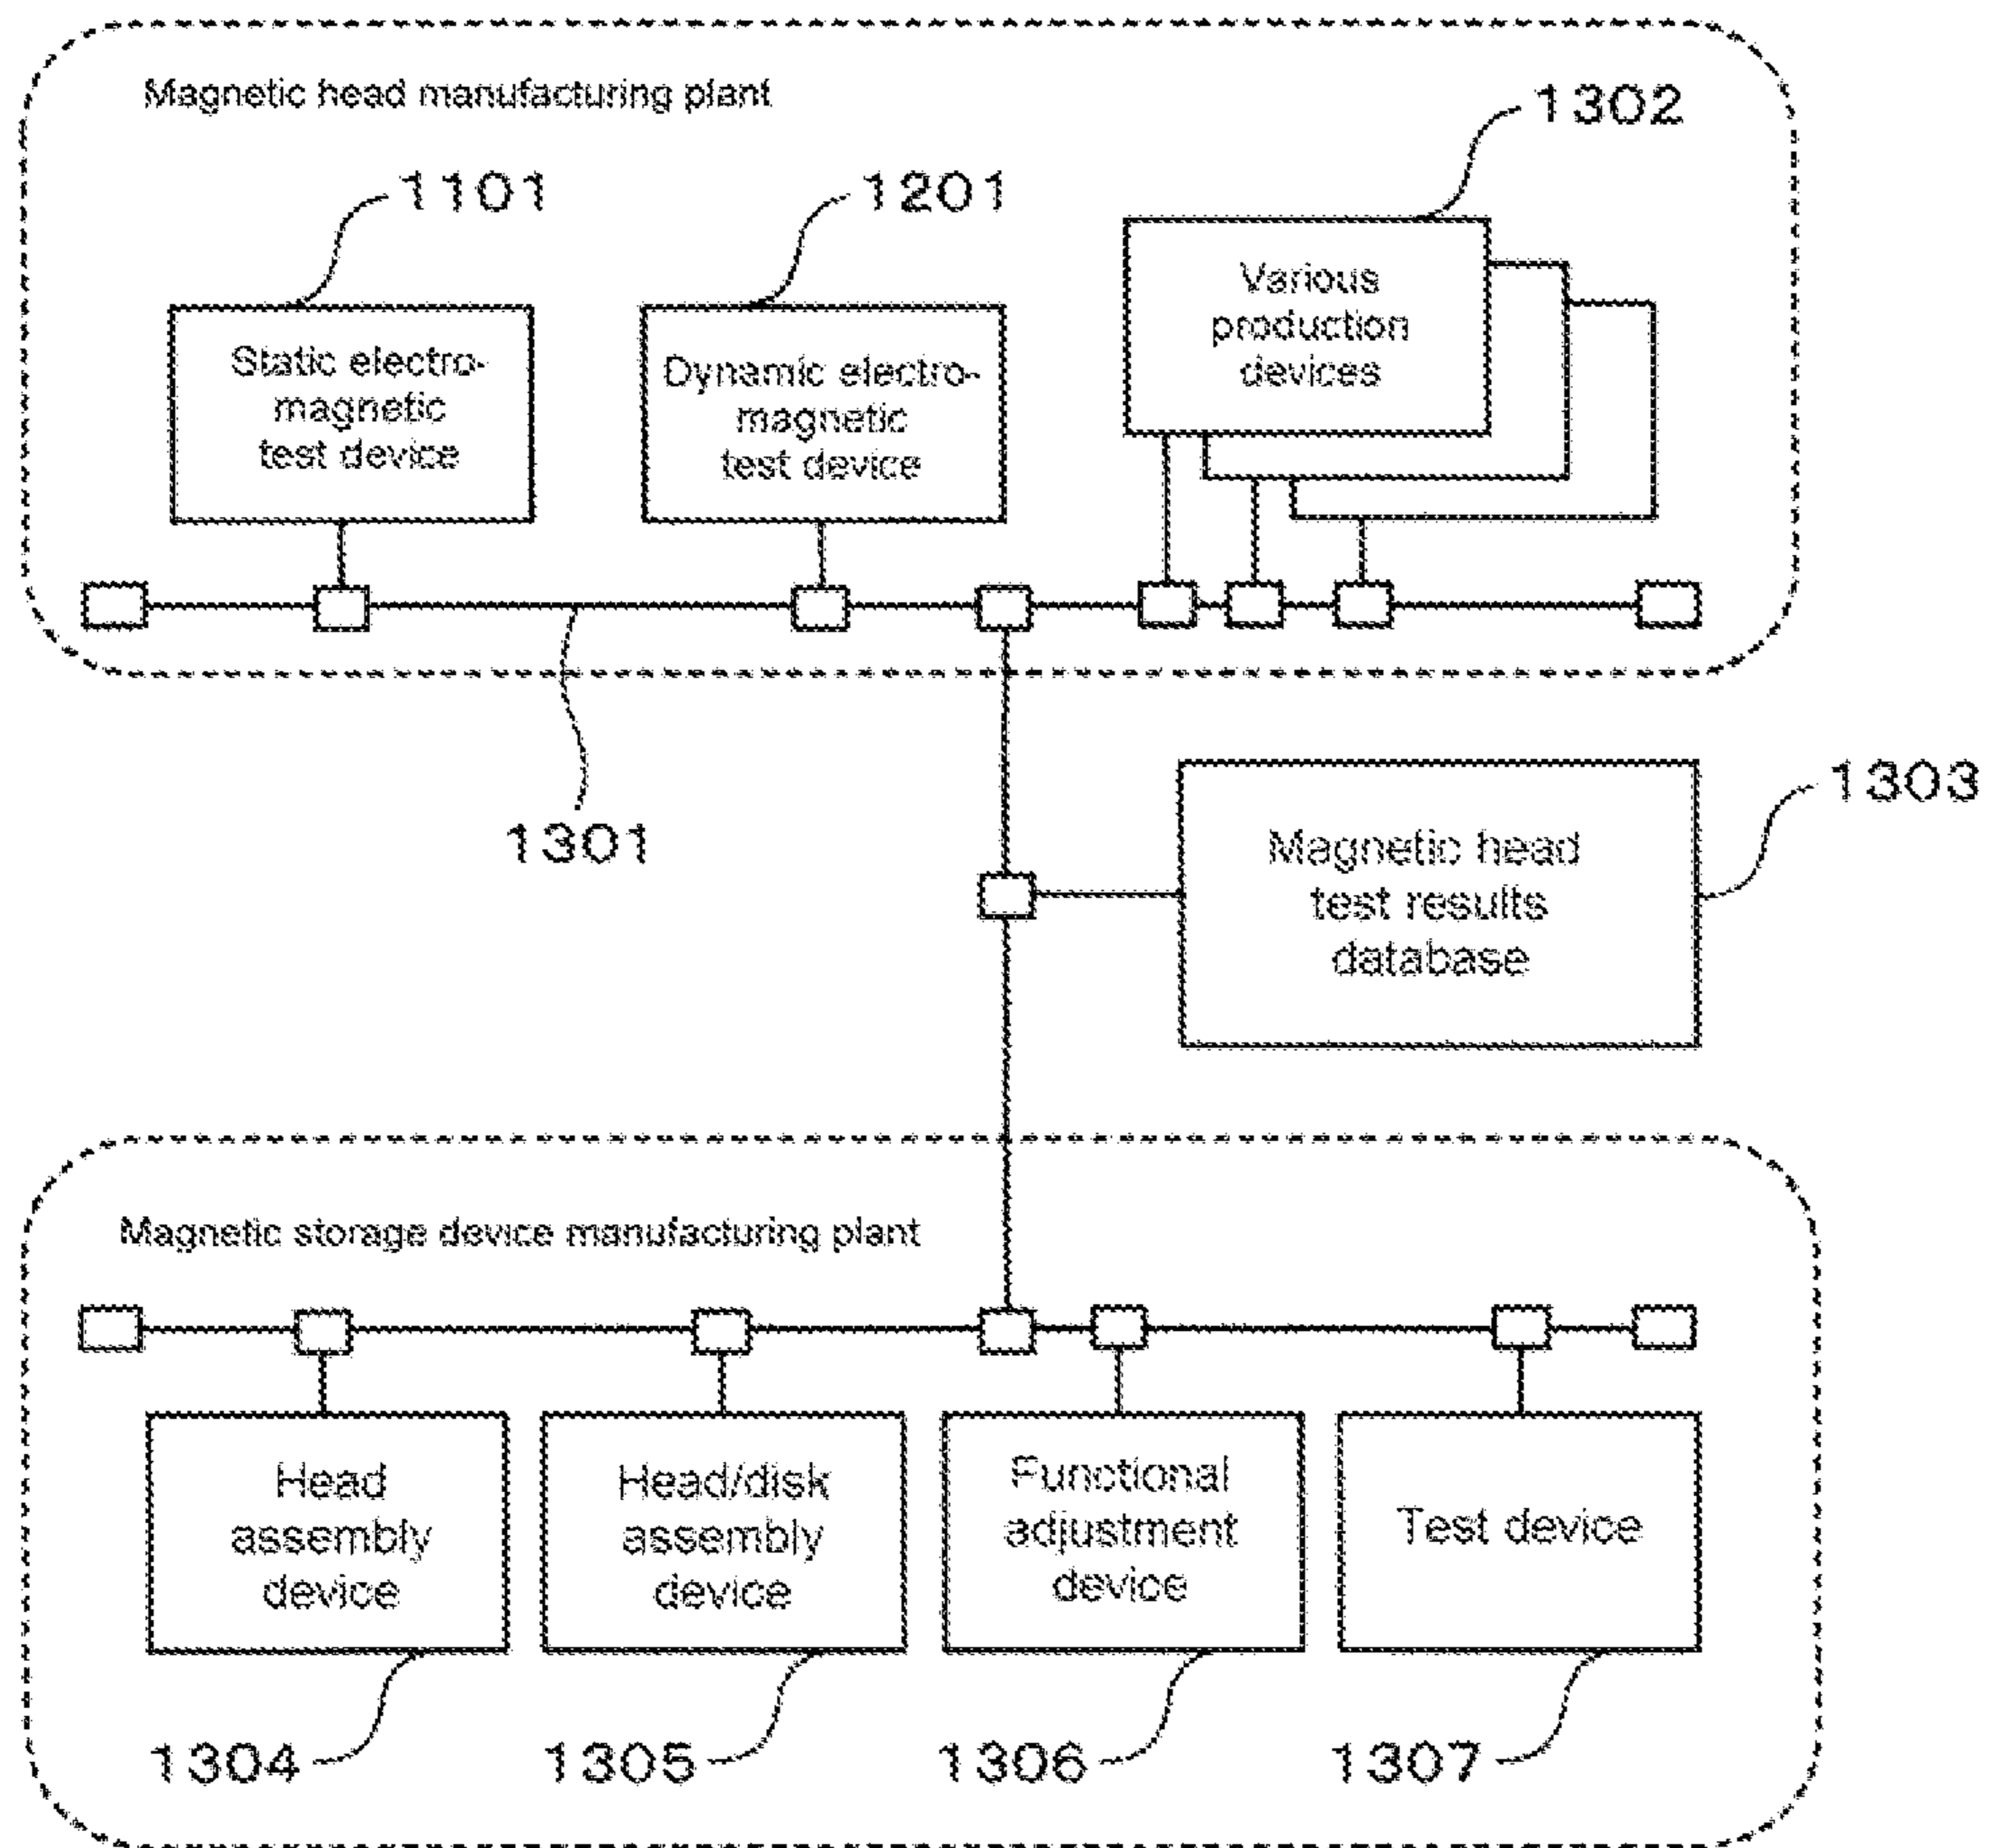 Magnetic head manufacturing plant
1302
1101
1201
Various
production
devices
Static electro-
magnetic
test device
Dynamic electro-
magnetic
test device
1301
1303
Magnetic head
test results
database
Magnetic storage device manufacturing plant
Head
assembly
device
Head/disk
assembly
device
Functional
adjustment
device
Test device
1304
1305
1306
1307